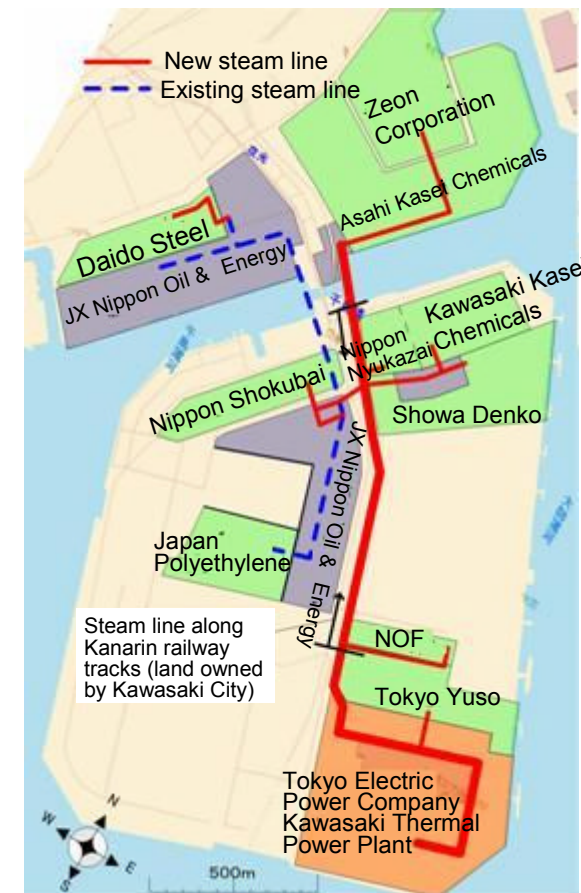 New steam line
Existing steam line
Zeon
Corporation
Asahi Kasei Chemicals
Daido Steel
JX Nippon Oil & Energy
Kawasaki Kasei
Chemicals
Nippon
Nyukazai
Nippon Shokubai
Showa Denko
JX Nippon Oil & Energy
Japan
Polyethylene
Steam line along
Kanarin railway
tracks (land owned
by Kawasaki City)
NOF
Tokyo Yuso
Tokyo Electric
Power Company
Kawasaki Thermal
Power Plant
N
W
E
S
500m